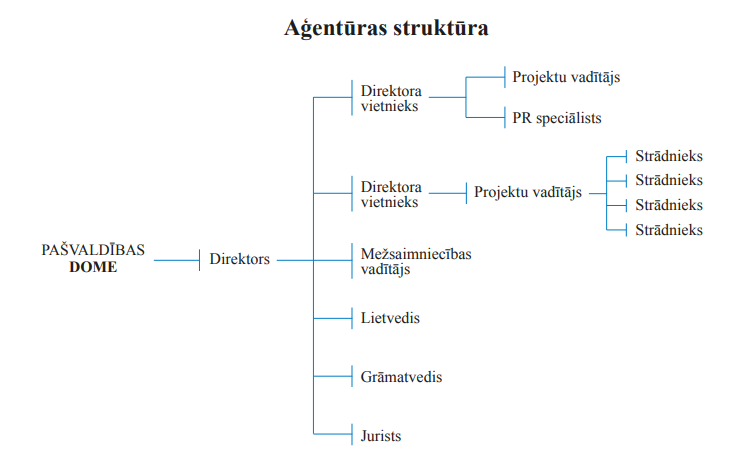 Aģentūras struktūra
Direktora
vietnieks
Projektu vadītājs
PR speciālists
Direktora
vietnieks
Projektu vadītājs
Strādnieks
Strādnieks
Strādnieks
Strādnieks
PAŠVALDĪBAS
DOME
Direktors
Mežsaimniecības
vadītājs
Lietvedis
Grāmatvedis
Jurists